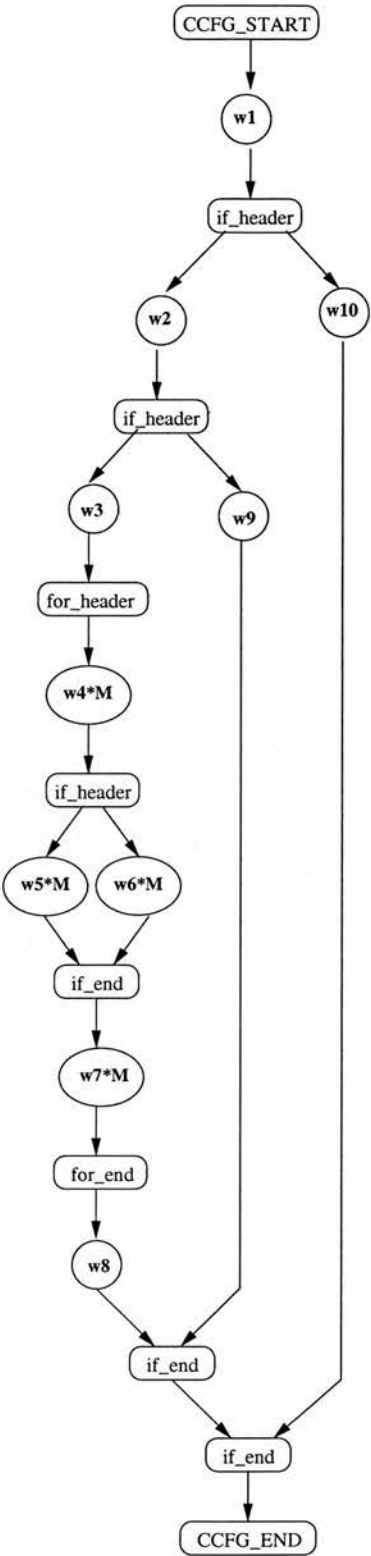 CCFG_START
w1
if_header
w2
w10
if_header
w3
w9
for_header
w4*M
if_header
w5*M
w6*M
if_end
w7*M
for_end
w8
if_end
if_end
CCFG_END